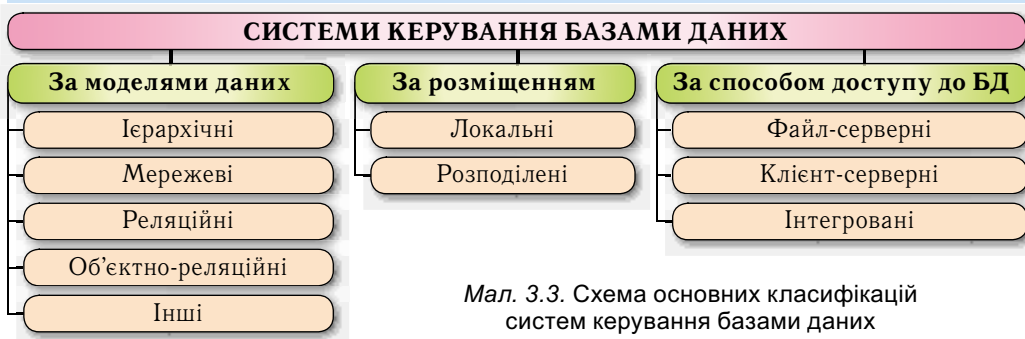 СИСТЕМИ КЕРУВАННЯ БАЗАМИ ДАНИХ
За моделями даних
Ієрархічні
Мережеві
Реляційні
Об’єктно-реляційні
Інші
За розміщенням
Локальні
Розподілені
За способом доступу до БД
Файл-серверні
Клієнт-серверні
Інтегровані
Мал. 3.3. Схема основних класифікацій
систем керування базами даних